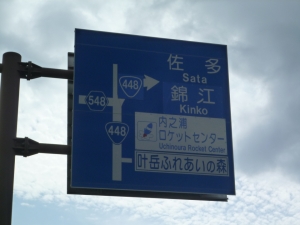 佐多
Sata
448
錦江
Kinko
548
448
内之浦
ロケットセンター
Uchinoura Rocket Center
叶岳ふれあいの森